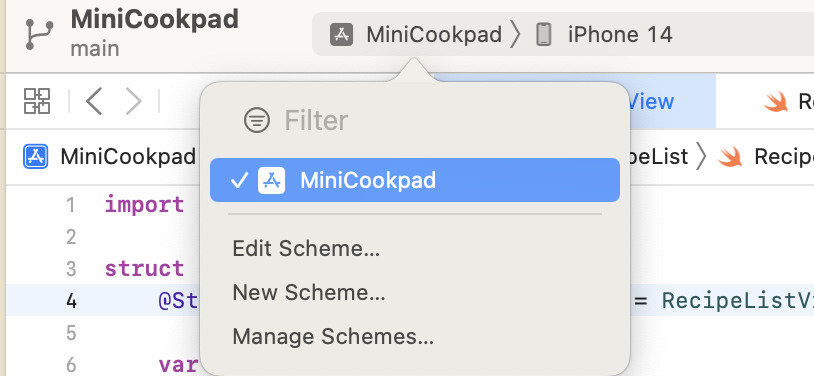 MiniCookpad
main
MiniCookpad 〉 iPhone 14
Filter
View
R
MiniCookpad
peList 〉 Recipe
MiniCookpad
1 import
2
3 struct
4 @St = RecipeListVi
5
6 var
Edit Scheme...
New Scheme...
Manage Schemes...